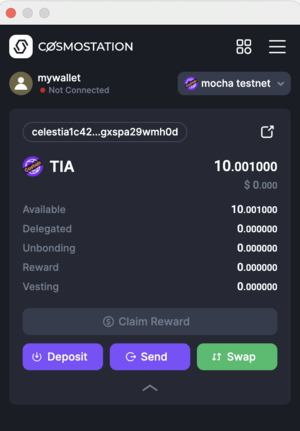 CØSMOSTATION
mywallet
Not Connected
mocha testnet
celestia1c42...gxspa29wmh0d
TIA
10.001000
$ 0.000
Available 10.001000
Delegated 0.000000
Unbonding 0.000000
Reward 0.000000
Vesting 0.000000
Claim Reward
Deposit
Send
Swap